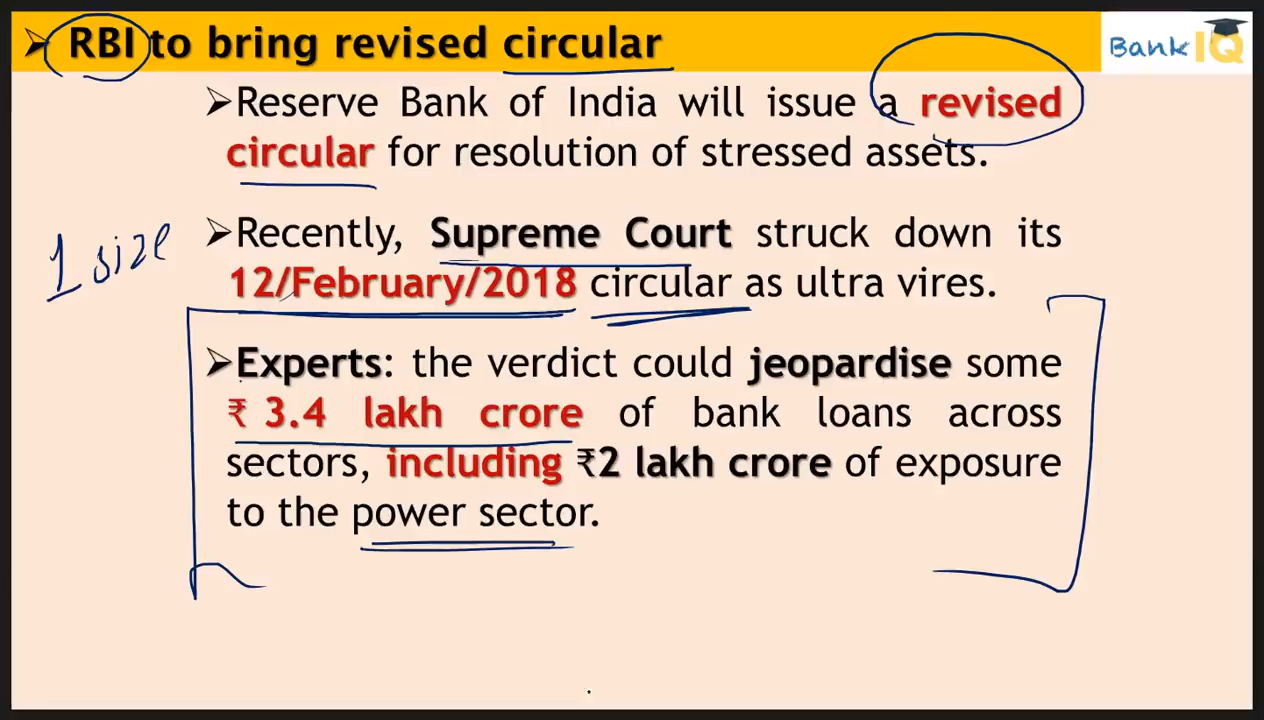 ➤ RBI to bring revised circular
Bank IQ
➤Reserve Bank of India will issue a revised
circular for resolution of stressed assets.
1 size
➤Recently, Supreme Court struck down its
12/February/2018 circular as ultra vires.
➤Experts: the verdict could jeopardise some
₹ 3.4 lakh crore of bank loans across
sectors, including ₹2 lakh crore of exposure
to the power sector.